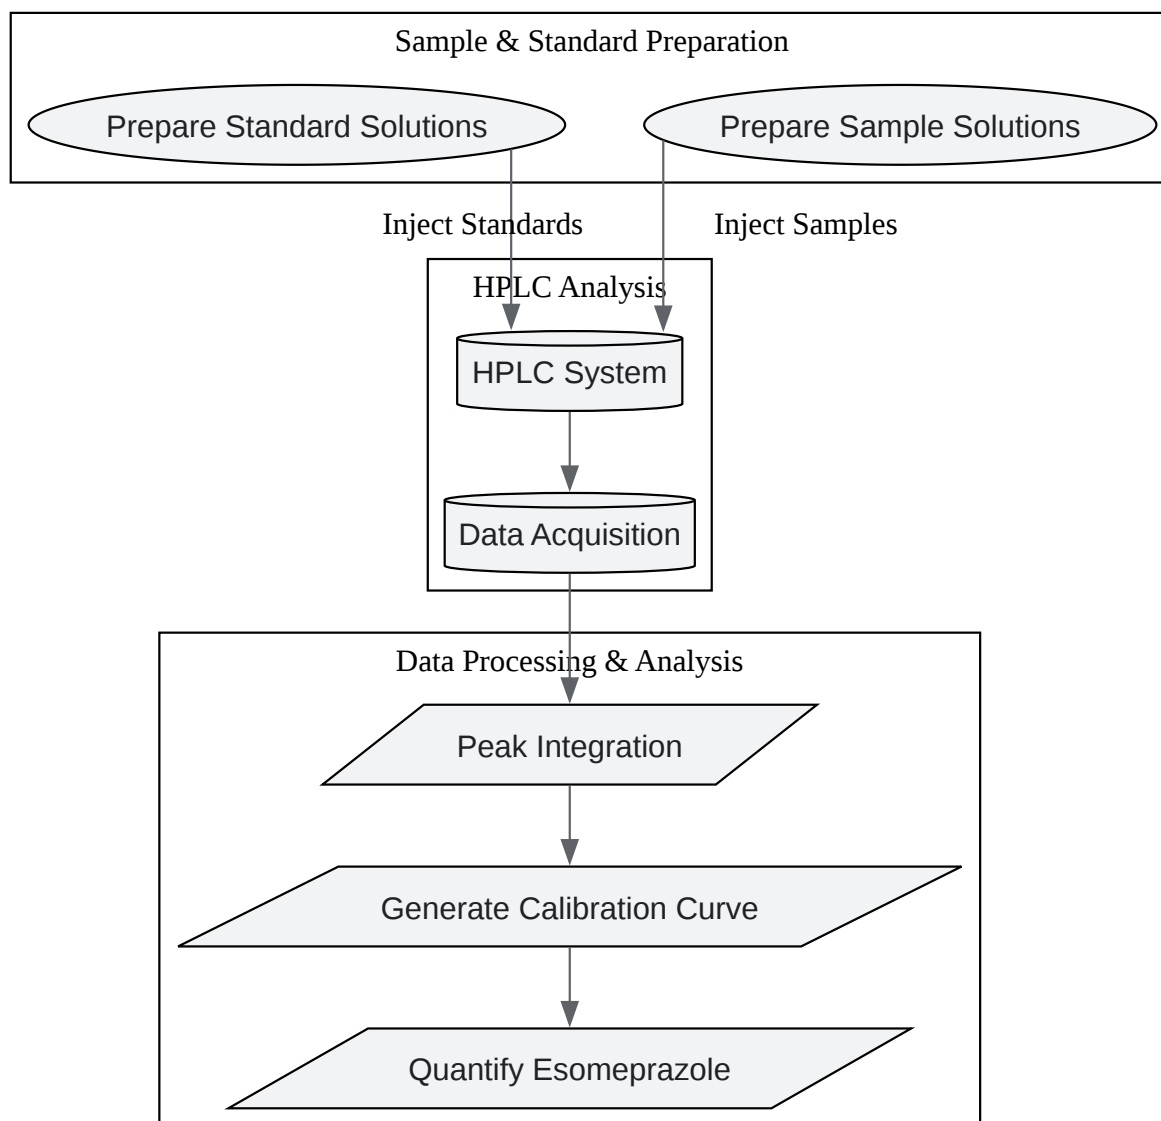 Sample & Standard Preparation
Prepare Standard Solutions
Prepare Sample Solutions
Inject Standards
Inject Samples
HPLC Analysis
HPLC System
Data Acquisition
Data Processing & Analysis
Peak Integration
Generate Calibration Curve
Quantify Esomeprazole